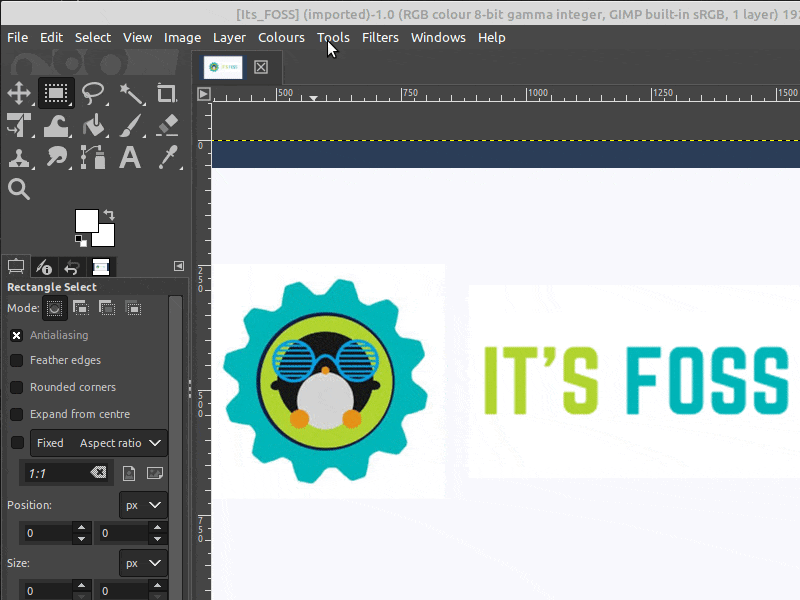 [Its_FOSS] (imported)-1.0 (RGB colour 8-bit gamma integer, GIMP built-in sRGB, 1 layer) 192
File Edit Select View Image Layer Colours Tools Filters Windows Help
500 750 1000 1250 1500
0
250
Rectangle Select
Mode:
Antialiasing
Feather edges
IT'S FOSS
Rounded corners
500
Expand from centre
Fixed Aspect ratio
1:1
Position: px
750
0 0
Size: px
0 0